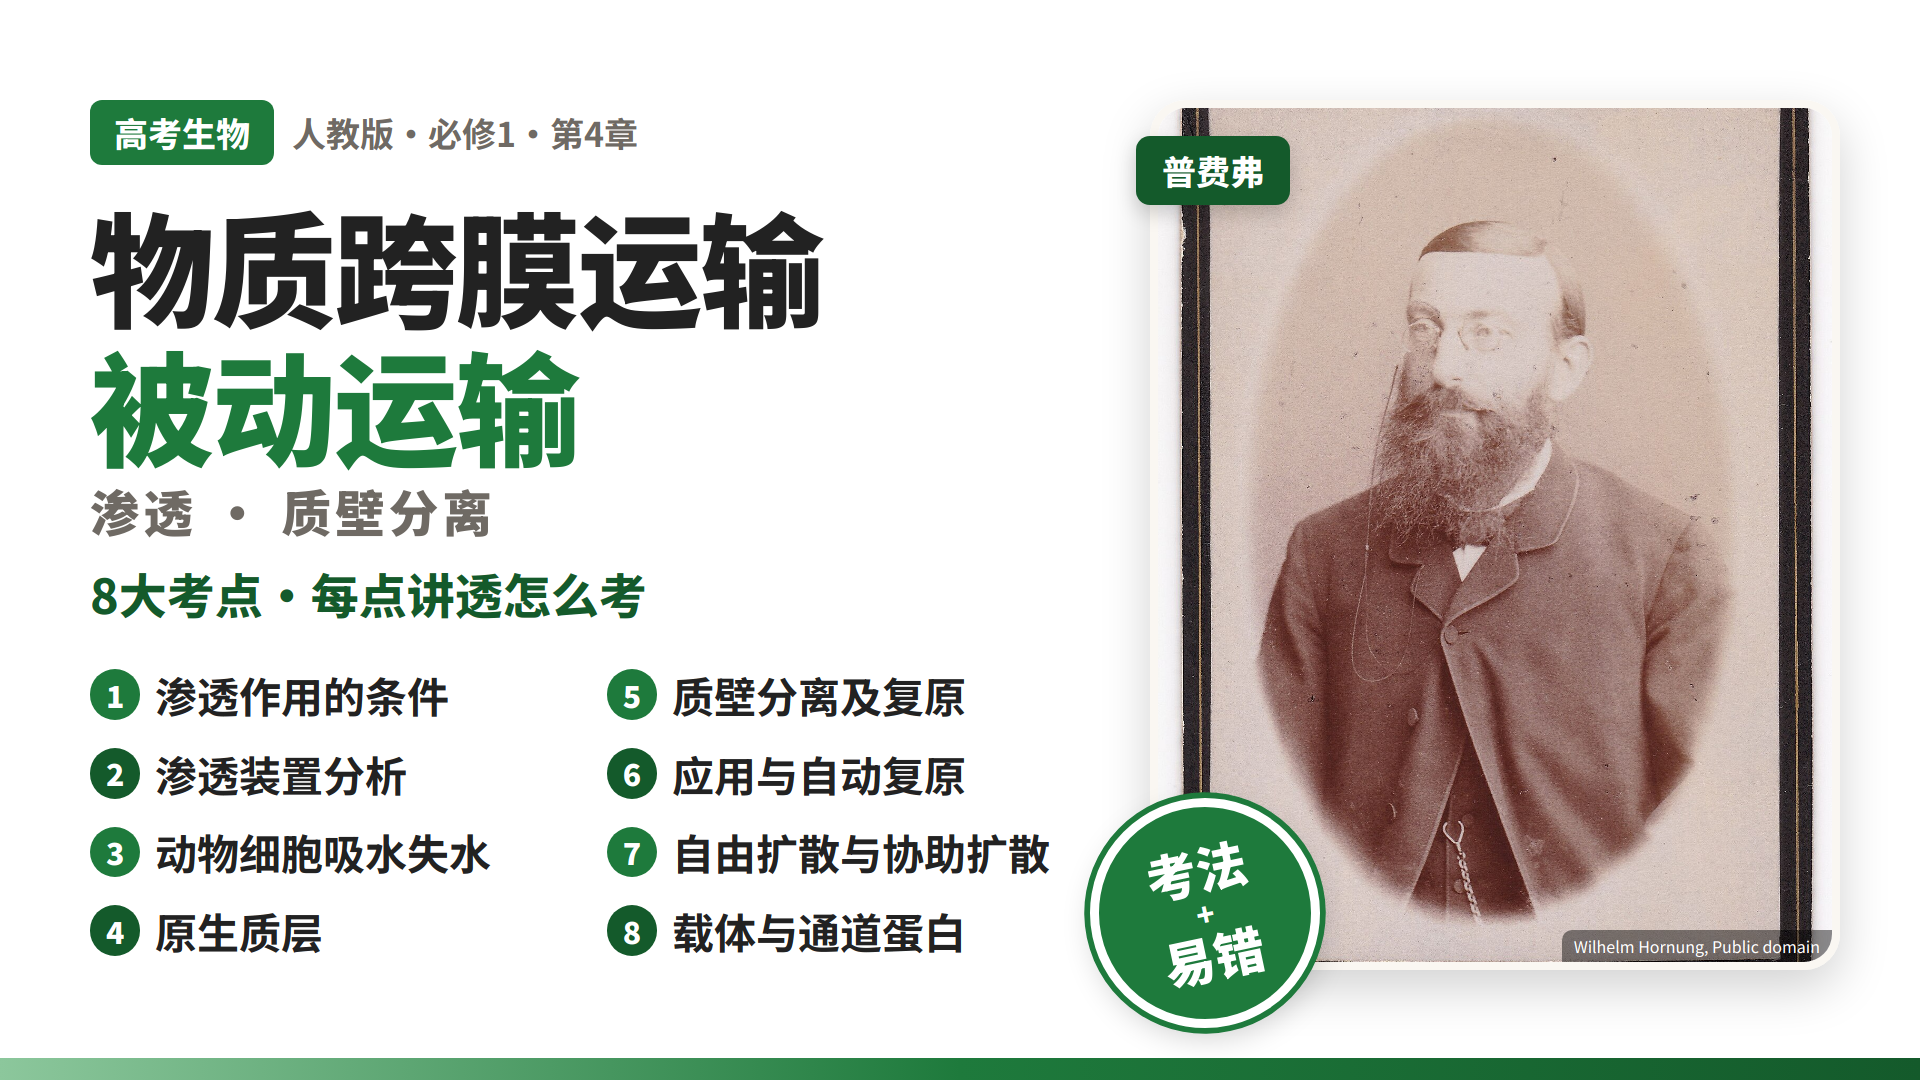 高考生物
人教版·必修1·第4章
物质跨膜运输
被动运输
渗透 · 质壁分离
8大考点·每点讲透怎么考
1 渗透作用的条件
2 渗透装置分析
3 动物细胞吸水失水
4 原生质层
5 质壁分离及复原
6 应用与自动复原
7 自由扩散与协助扩散
8 载体与通道蛋白
普费弗
考法
+
易错
Wilhelm Hornung, Public domain